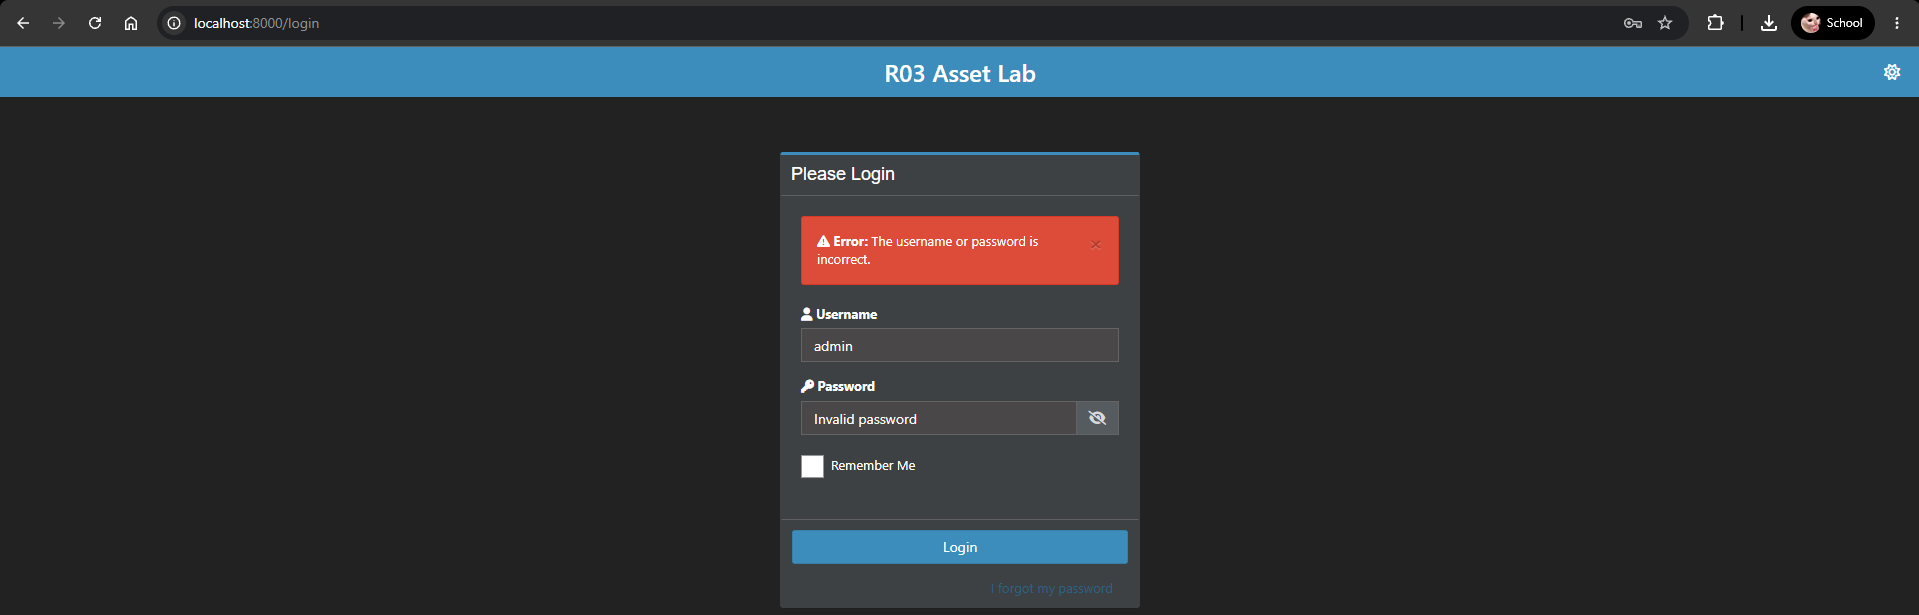 localhost:8000/login
School
R03 Asset Lab
Please Login
Error: The username or password is
incorrect.
×
Username
admin
Password
Invalid password
Remember Me
Login
I forgot my password